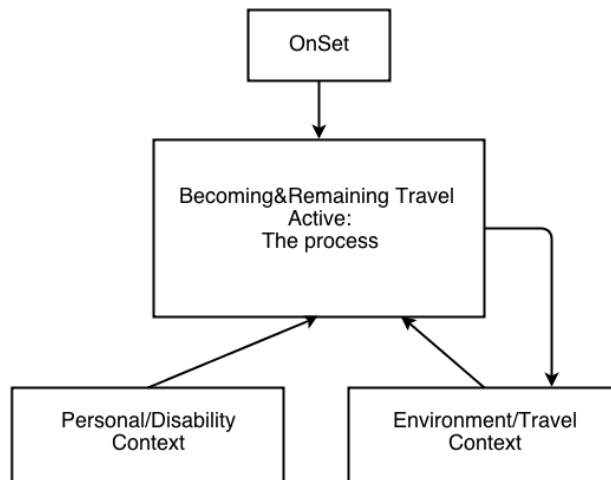 OnSet
Becoming&Remaining Travel
Active:
The process
Personal/Disability
Context
Environment/Travel
Context